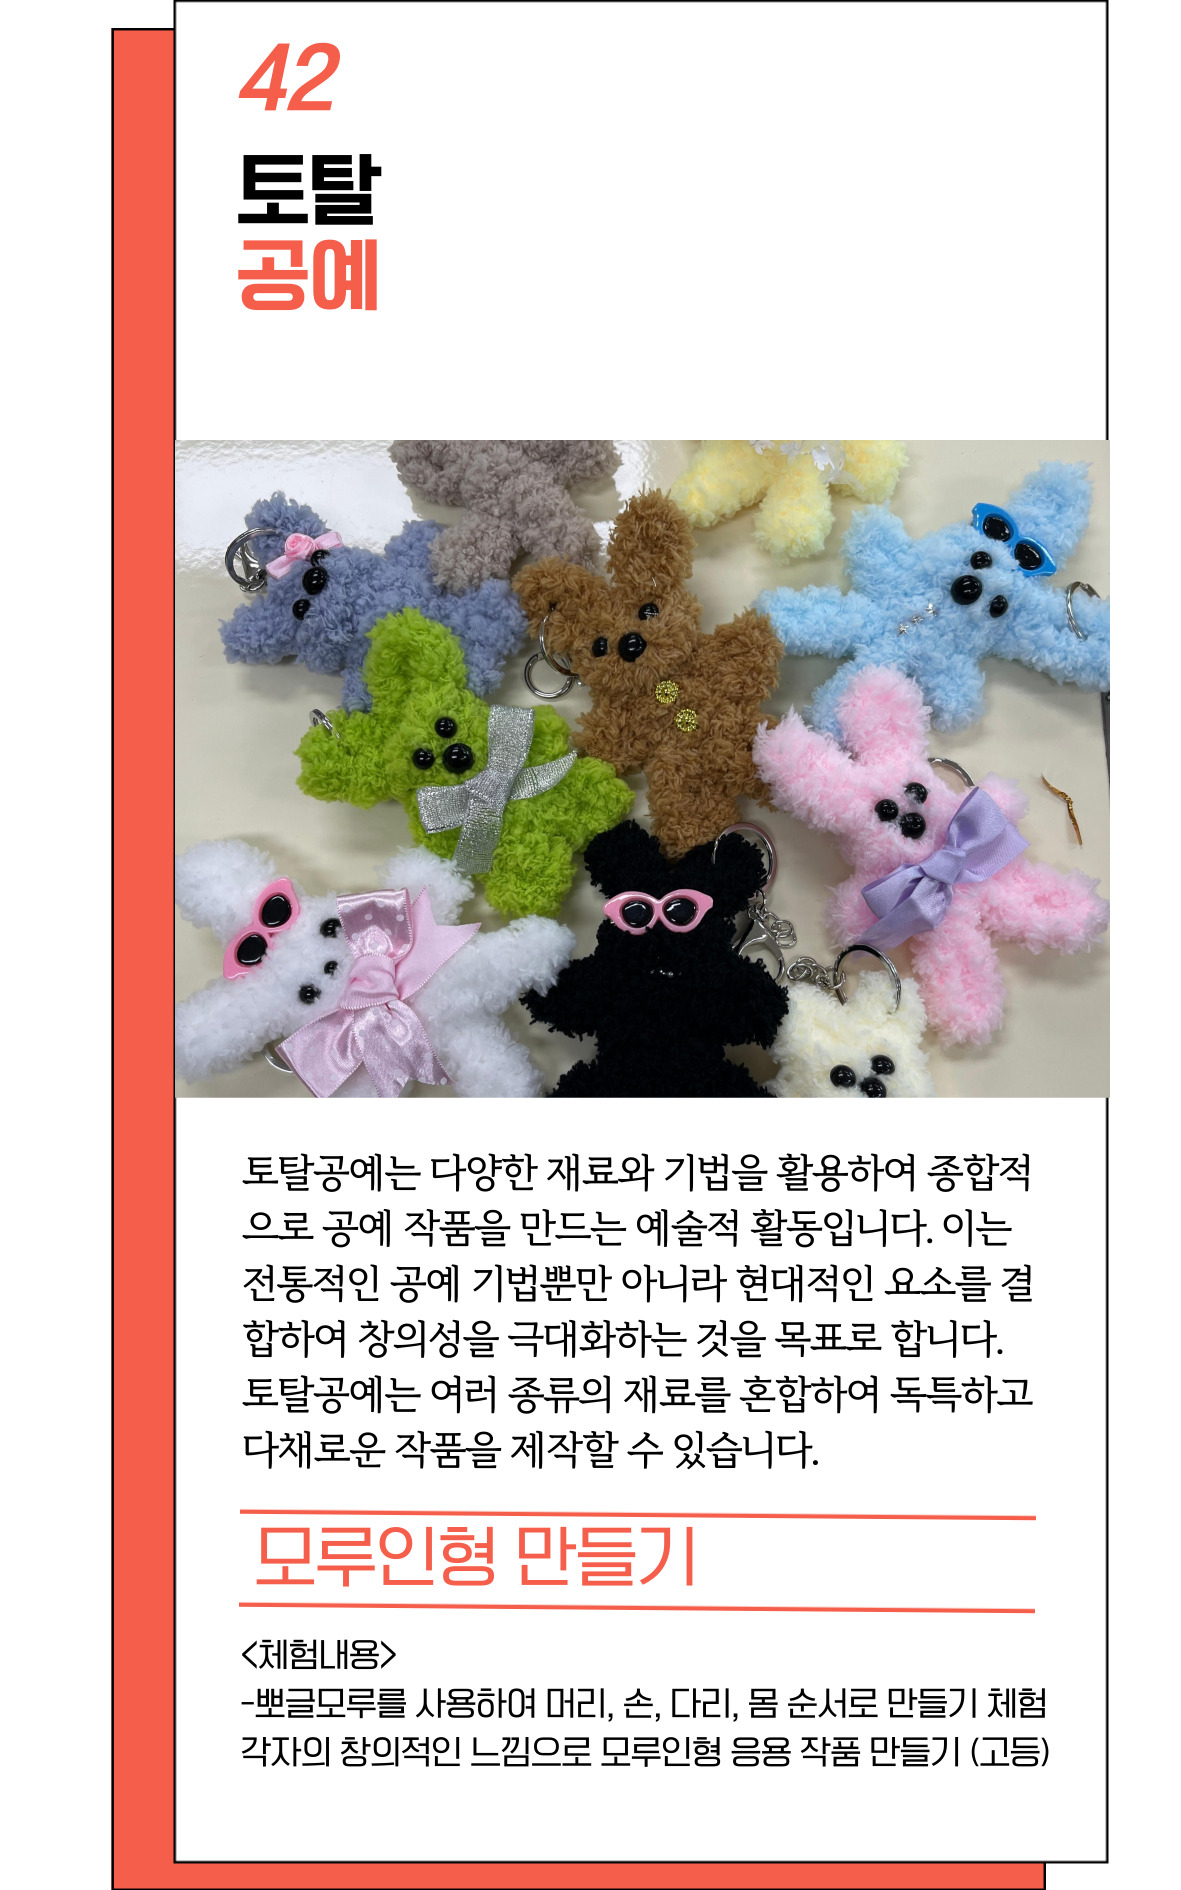 42
토탈
공예
토탈공예는 다양한 재료와 기법을 활용하여 종합적
으로 공예 작품을 만드는 예술적 활동입니다. 이는
전통적인 공예 기법뿐만 아니라 현대적인 요소를 결
합하여 창의성을 극대화하는 것을 목표로 합니다.
토탈공예는 여러 종류의 재료를 혼합하여 독특하고
다채로운 작품을 제작할 수 있습니다.
모루인형 만들기
<체험내용>
-뽀글모루를 사용하여 머리, 손, 다리, 몸 순서로 만들기 체험
각자의 창의적인 느낌으로 모루인형 응용 작품 만들기 (고등)